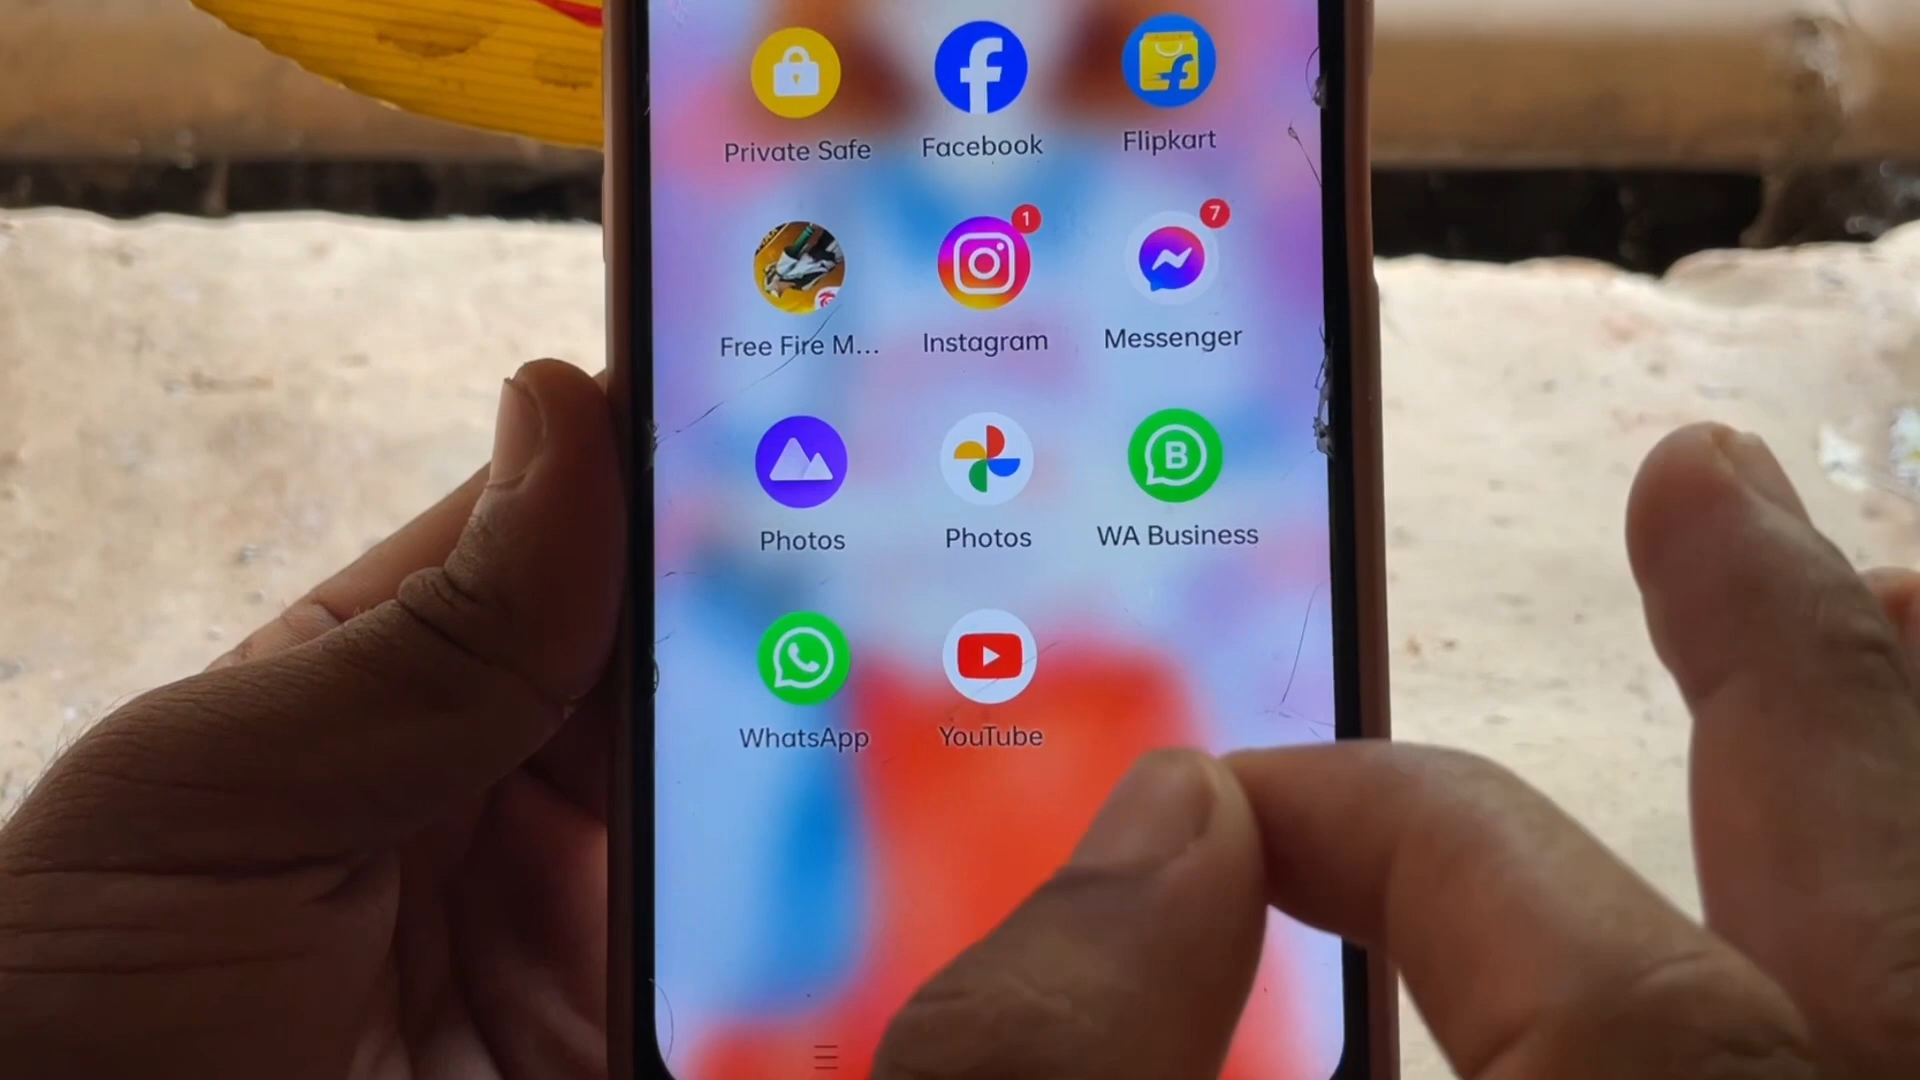 Private Safe
Facebook
Flipkart
1
7
Free Fire M...
Instagram
Messenger
Photos
Photos
B
WA Business
WhatsApp
YouTube